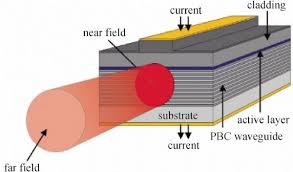 current
cladding
near field
substrate
active layer
PBC waveguide
current
far field